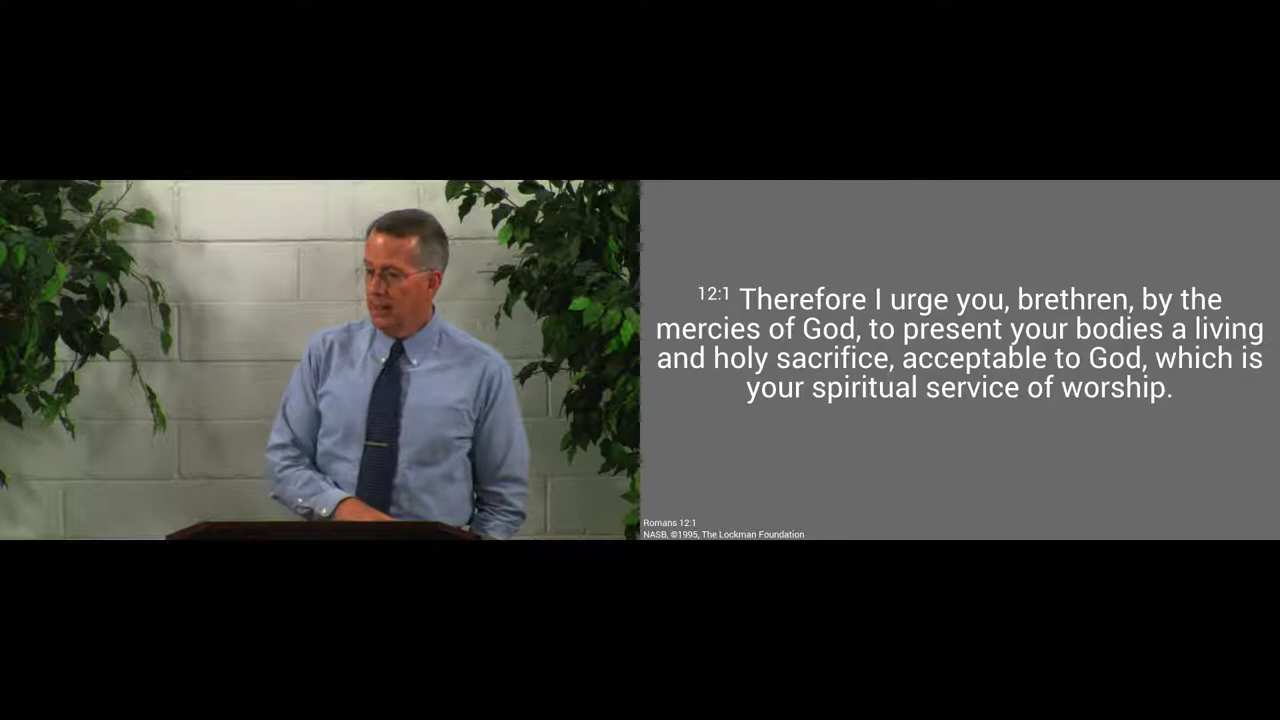 12:1 Therefore I urge you, brethren, by the
mercies of God, to present your bodies a living
and holy sacrifice, acceptable to God, which is
your spiritual service of worship.
Romans 12:1
NASB, ©1995, The Lockman Foundation